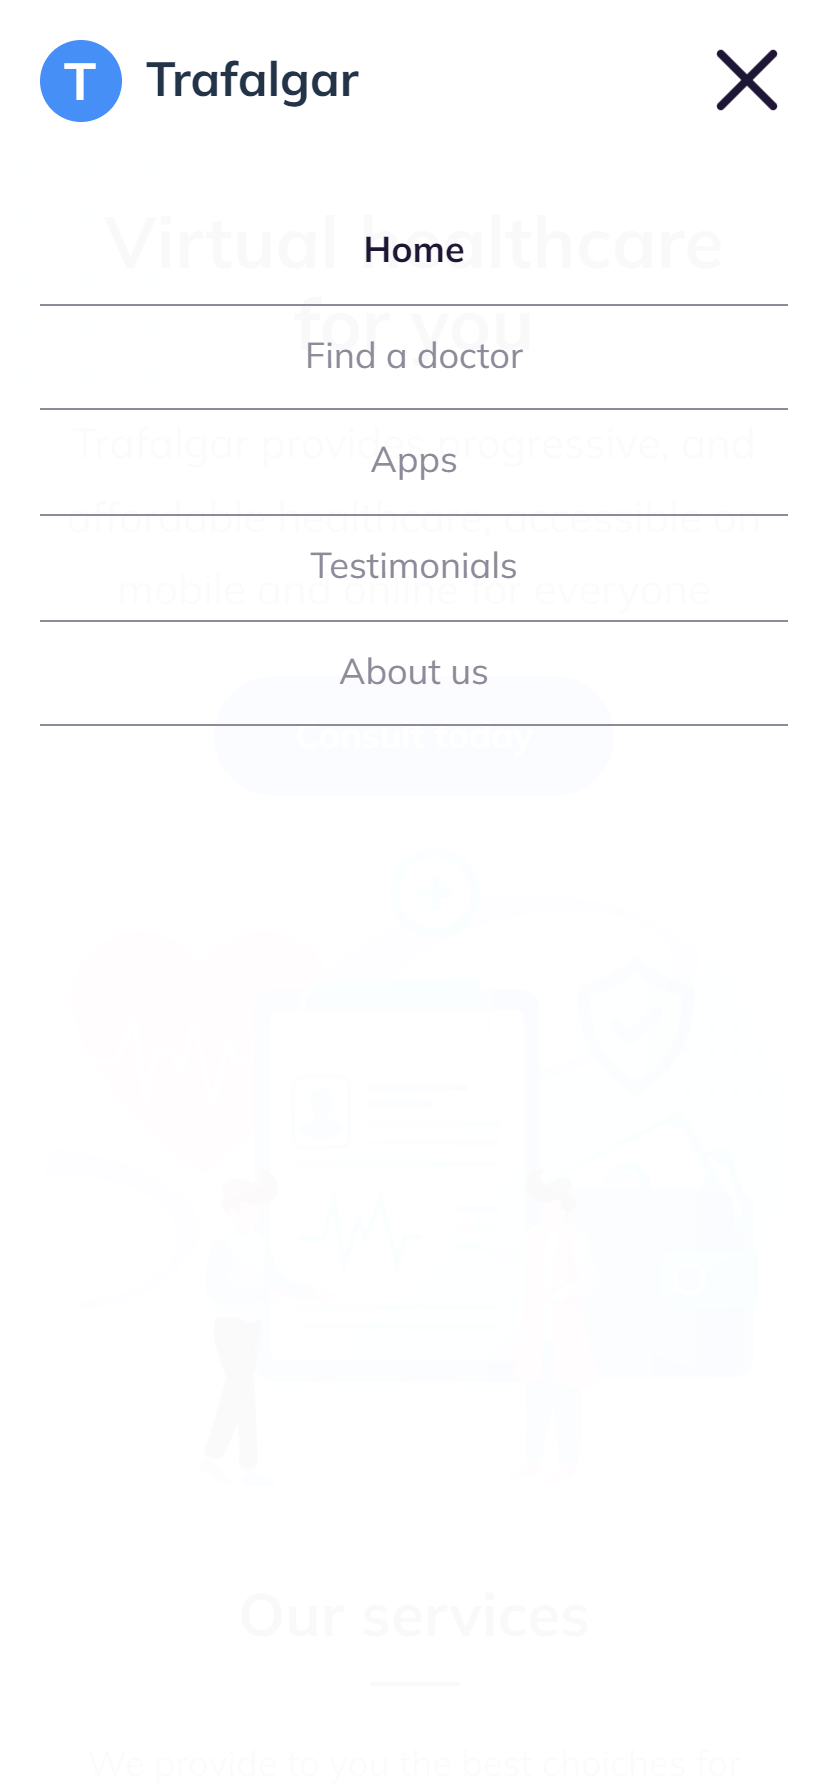 T Trafalgar
Home
Virtual healthcare
for you
Find a doctor
Trafalgar provides progressive, and
Apps
affordable healthcare, accessible on
Testimonials
mobile and online for everyone
About us
Consult today
Our services
We provide to you the best choiches for